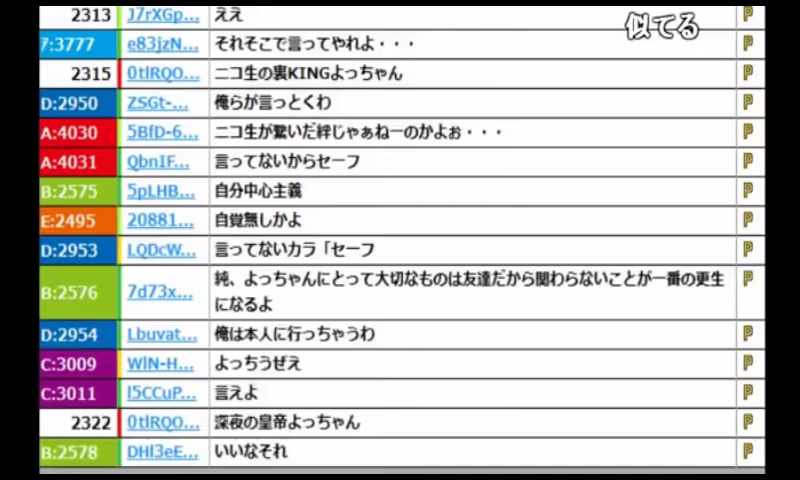 似てる
2313 J7rXGp... ええ P
ｱ:3777 e83jzN... それそこで言ってやれよ・・・ P
2315 0tlRQO... ニコ生の裏KINGよっちゃん P
D:2950 ZSGt-... 俺らが言っとくわ P
A:4030 5BfD-6... ニコ生が繋いだ絆じゃぁねーのかよぉ・・・ P
A:4031 QbnIF... 言ってないからセーフ P
B:2575 5pLHB... 自分中心主義 P
E:2495 20881... 自覚無しかよ P
D:2953 LQDcW... 言ってないカラ「セーフ P
B:2576 7d73x... 純、よっちゃんにとって大切なものは友達だから関わらないことが一番の更生 P
になるよ
D:2954 Lbuvat... 俺は本人に行っちゃうわ P
C:3009 WlN-H... よっちうぜえ P
C:3011 l5CCuP... 言えよ P
2322 0tlRQO... 深夜の皇帝よっちゃん P
B:2578 DHl3eE... いいなそれ P